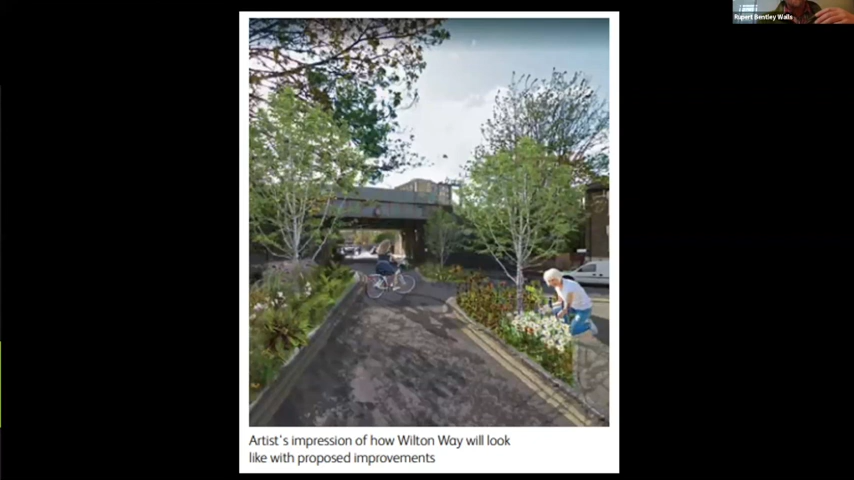 Rupert Bentley Walls
Artist's impression of how Wilton Way will look
like with proposed improvements